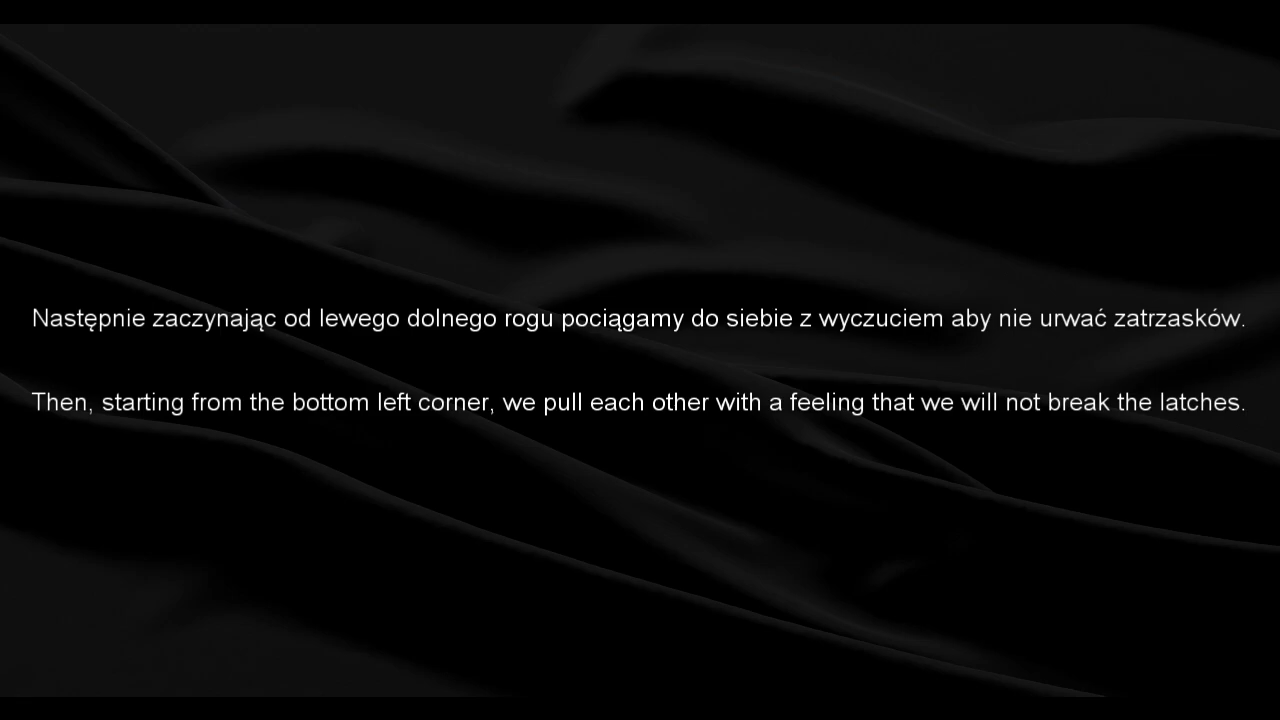 Następnie zaczynając od lewego dolnego rogu pociągamy do siebie z wyczuciem aby nie urwać zatrzasków.
Then, starting from the bottom left corner, we pull each other with a feeling that we will not break the latches.